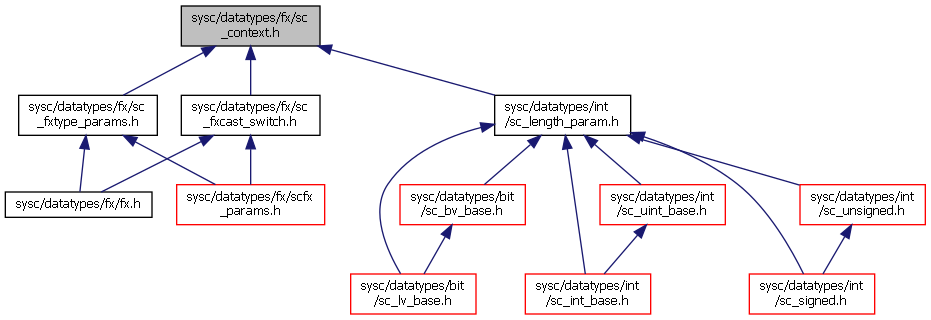 sysc/datatypes/fx/sc
_context.h
sysc/datatypes/fx/sc
_fxtype_params.h
sysc/datatypes/fx/sc
_fxcast_switch.h
sysc/datatypes/int
/sc_length_param.h
sysc/datatypes/fx/fx.h
sysc/datatypes/fx/scfx
_params.h
sysc/datatypes/bit
/sc_bv_base.h
sysc/datatypes/int
/sc_uint_base.h
sysc/datatypes/int
/sc_unsigned.h
sysc/datatypes/bit
/sc_lv_base.h
sysc/datatypes/int
/sc_int_base.h
sysc/datatypes/int
/sc_signed.h